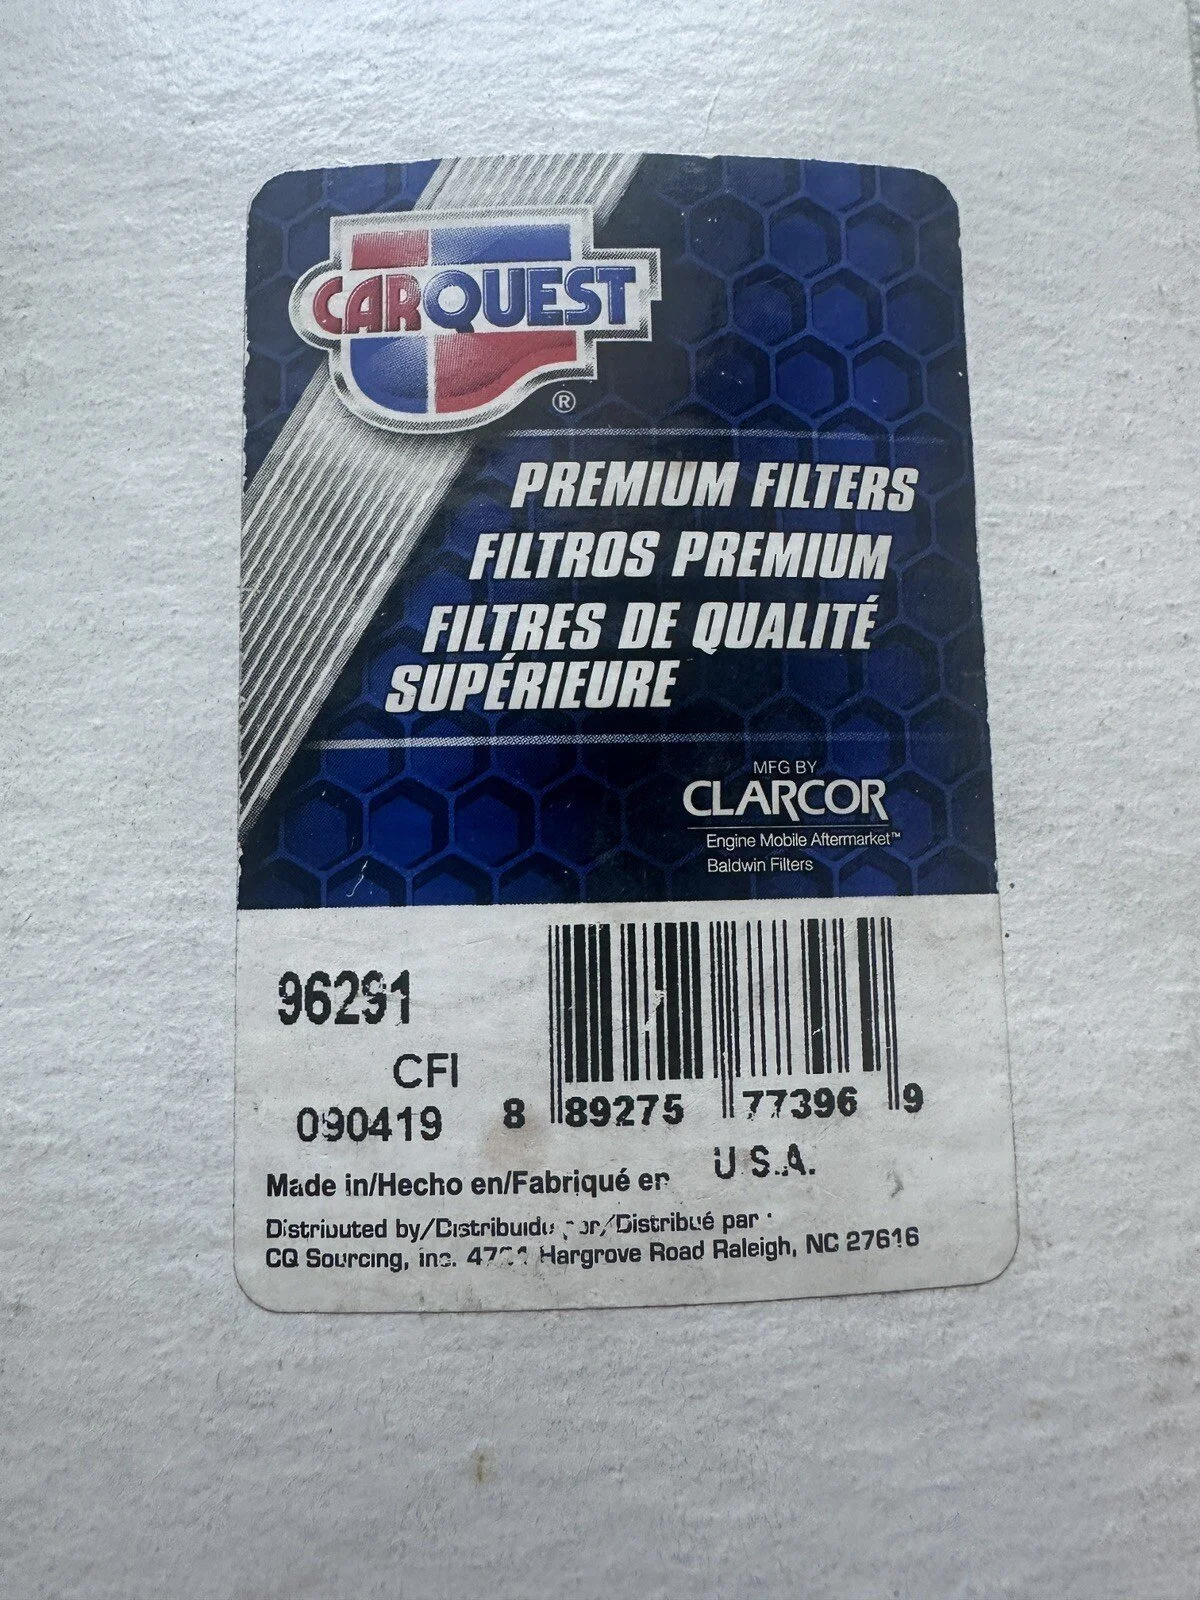 CARQUEST
®
PREMIUM FILTERS
FILTROS PREMIUM
FILTRES DE QUALITÉ
SUPÉRIEURE
MFG BY
CLARCOR
Engine Mobile Aftermarket™
Baldwin Filters
96291
CFI
090419
8 89275 77396 9
Made in/Hecho en/Fabriqué en U.S.A.
Distributed by/Distribuido por/Distribué par
CQ Sourcing, inc. Hargrove Road Raleigh, NC 27616